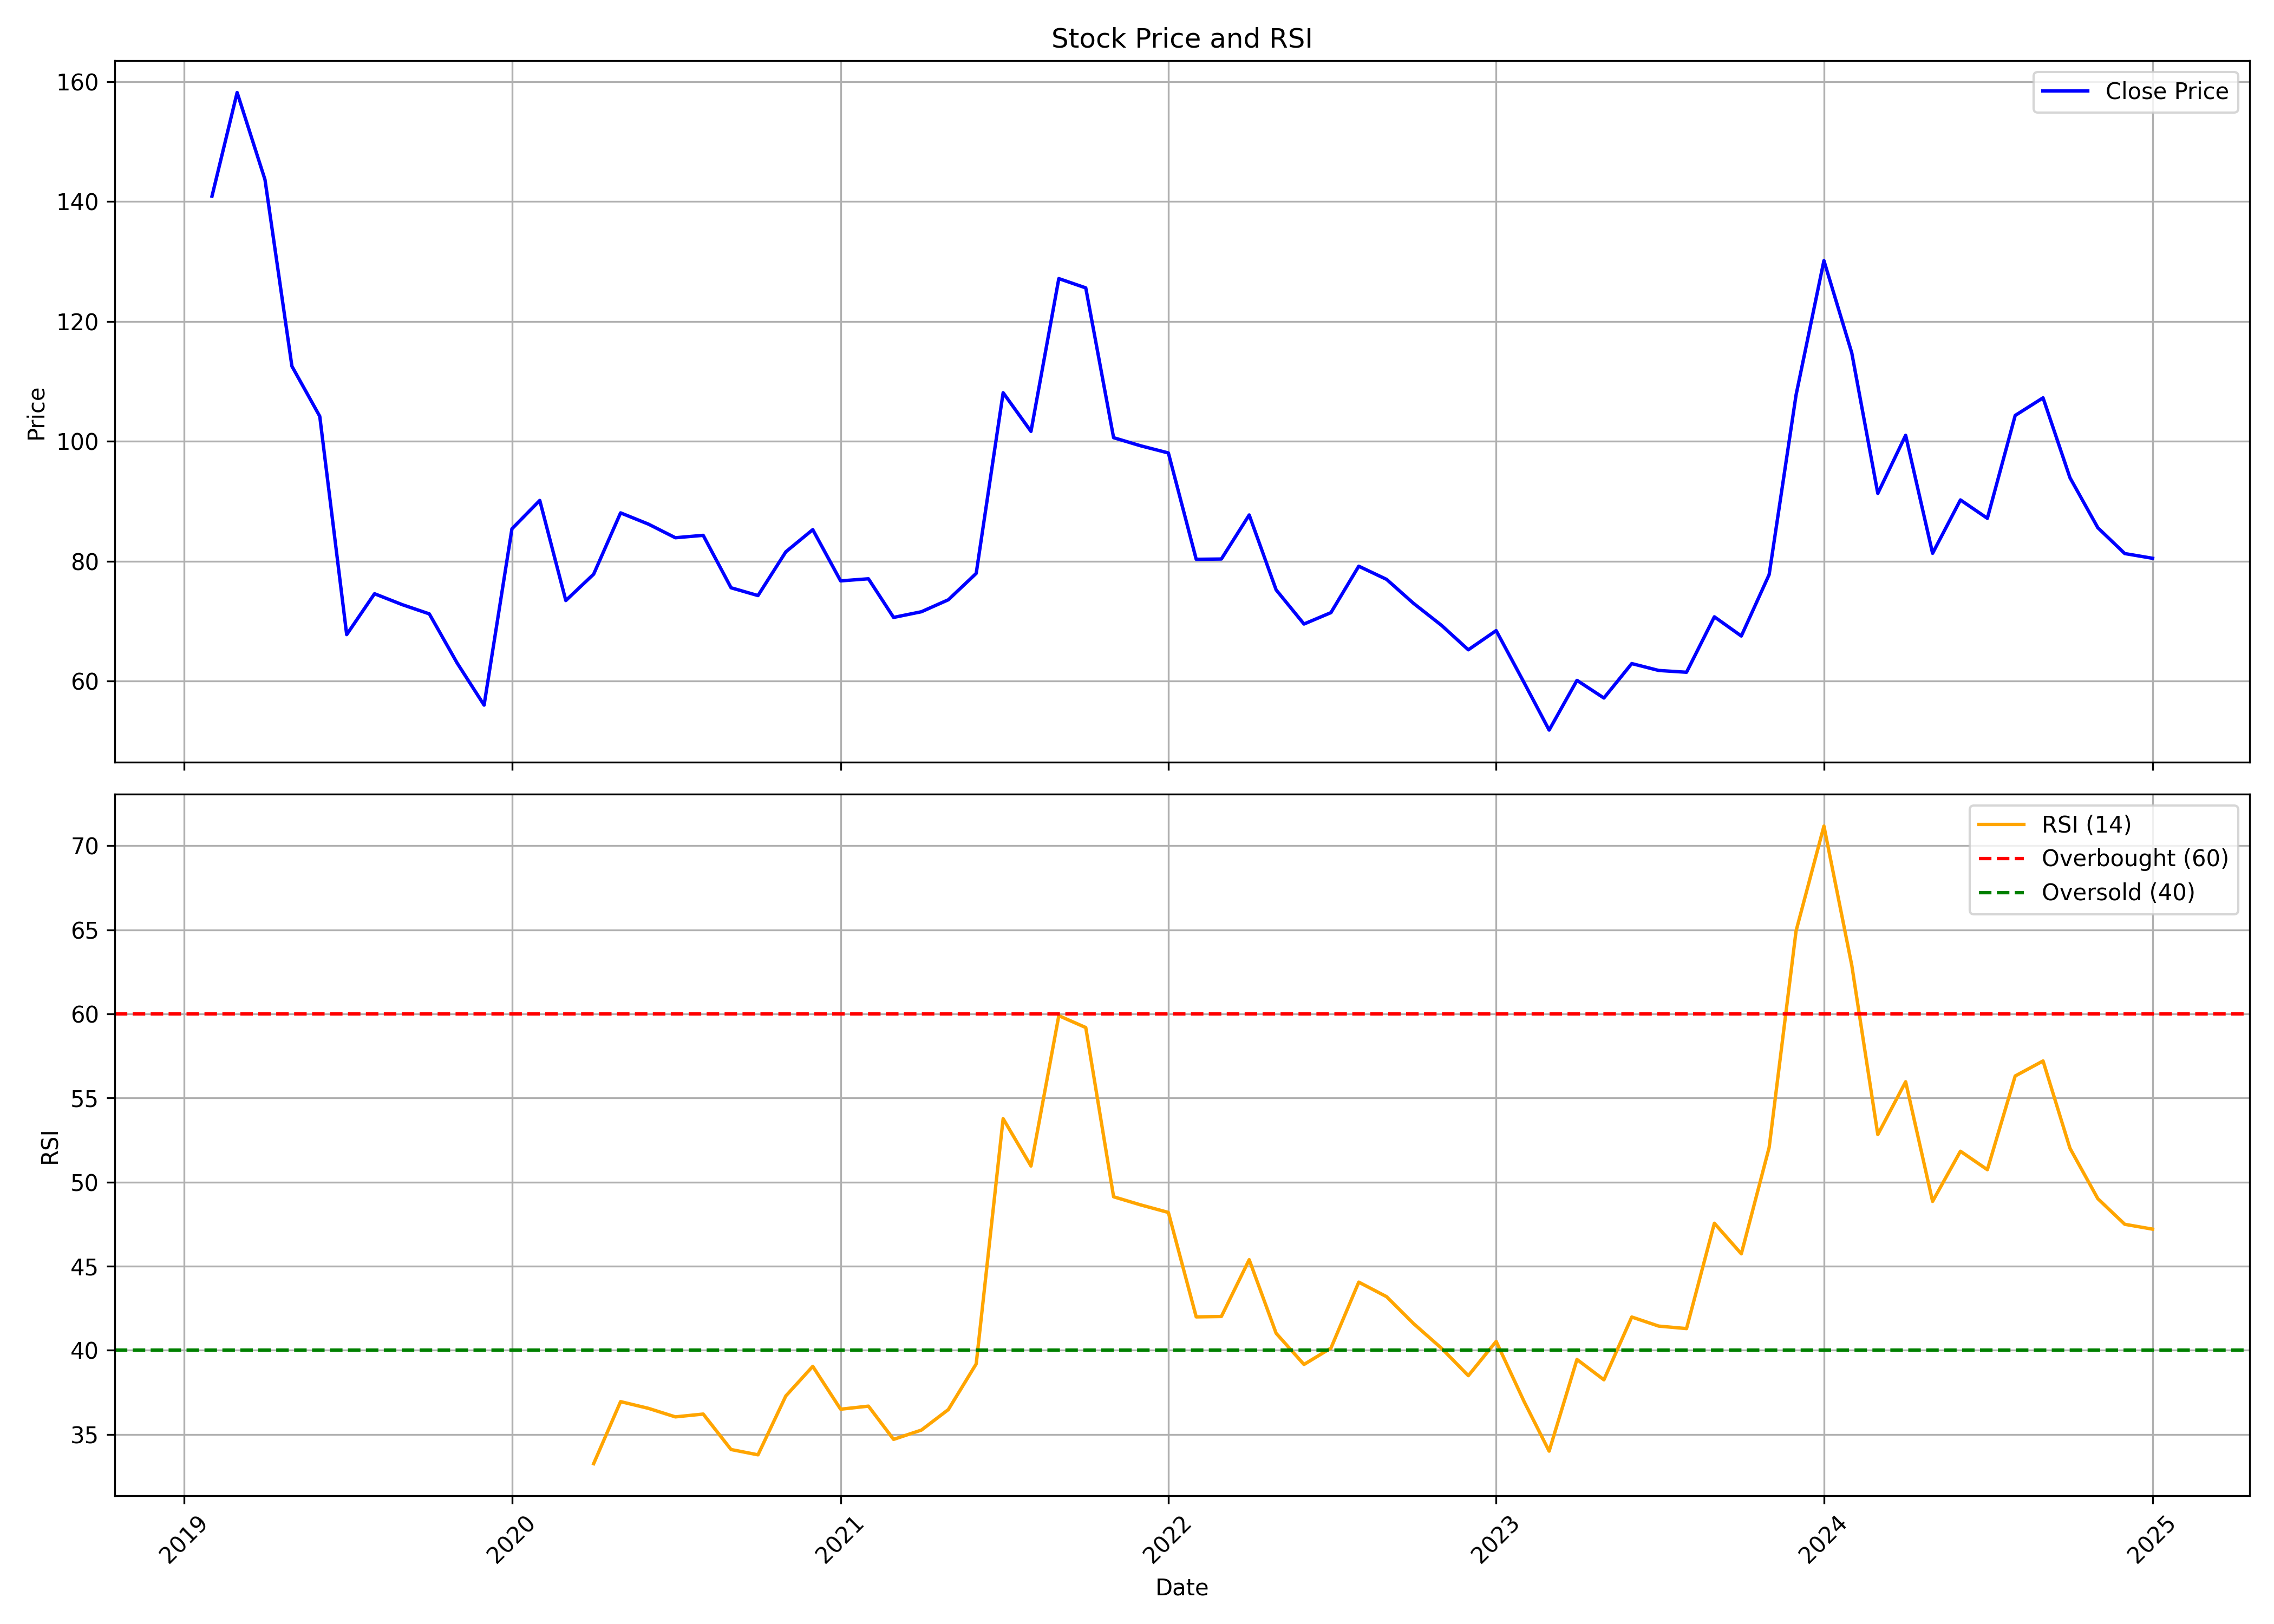 Stock Price and RSI
160
140
120
100
80
60
Price
Close Price
70
65
60
55
50
45
40
35
RSI
RSI (14)
Overbought (60)
Oversold (40)
2019
2020
2021
2022
2023
2024
2025
Date